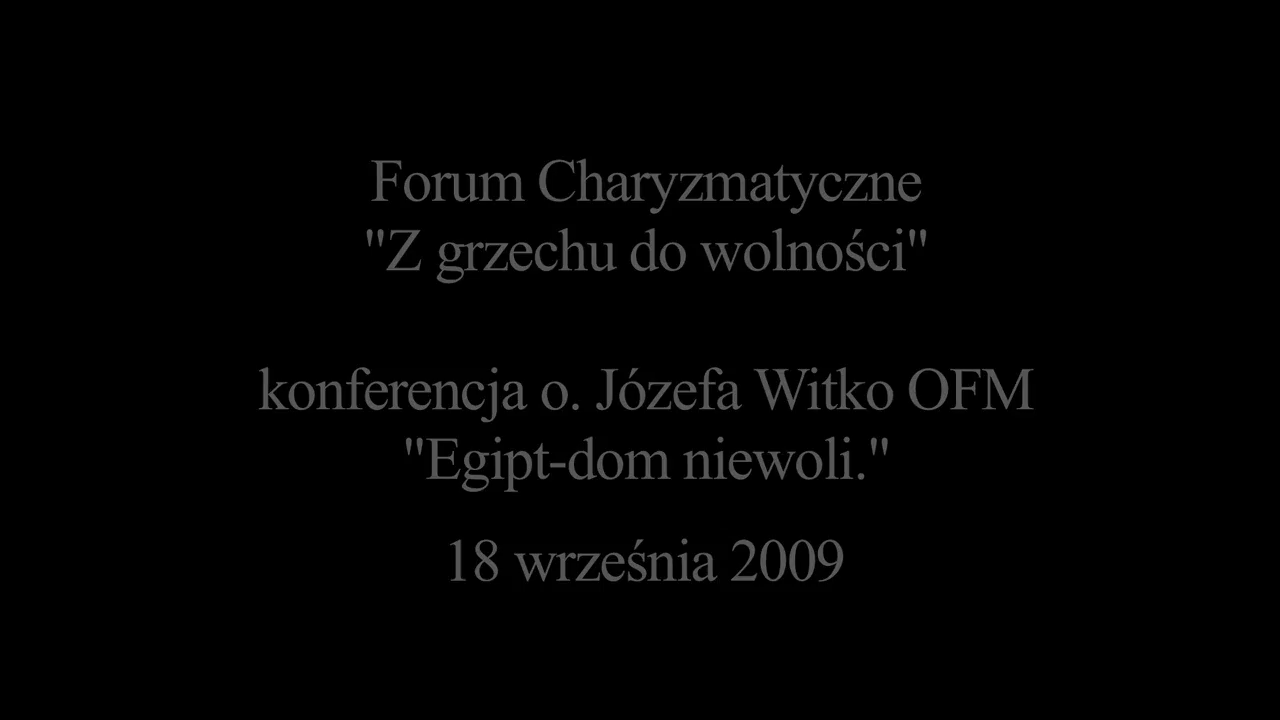 Forum Charyzmatyczne
"Z grzechu do wolności"
konferencja o. Józefa Witko OFM
"Egipt-dom niewoli."
18 września 2009